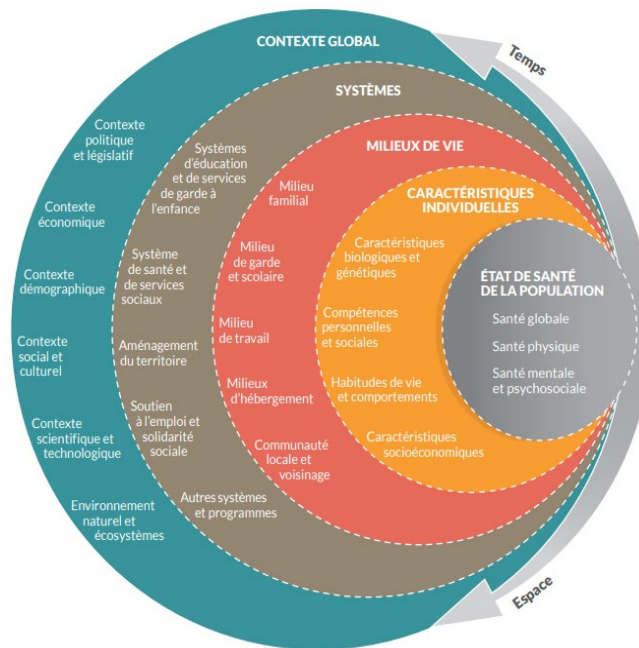 CONTEXTE GLOBAL
Temps
SYSTÈMES
MILIEUX DE VIE
CARACTÉRISTIQUES
INDIVIDUELLES
ÉTAT DE SANTÉ
DE LA POPULATION
Contexte
politique
et législatif
Contexte
économique
Contexte
démographique
Contexte
social et
culturel
Contexte
scientifique et
technologique
Environnement
naturel et
écosystèmes
Systèmes
d'éducation
et de services
de garde à
l'enfance
Système
de santé et
de services
sociaux
Aménagement
du territoire
Soutien
à l'emploi et
solidarité
sociale
Autres systèmes
et programmes
Milieu
familial
Milieu
de garde
et scolaire
Milieu
de travail
Milieux
d'hébergement
Communauté
locale et
voisinage
Caractéristiques
biologiques et
génétiques
Compétences
personnelles
et sociales
Habitudes de vie
et comportements
Caractéristiques
socioéconomiques
Santé globale
Santé physique
Santé mentale
et psychosociale
Espace